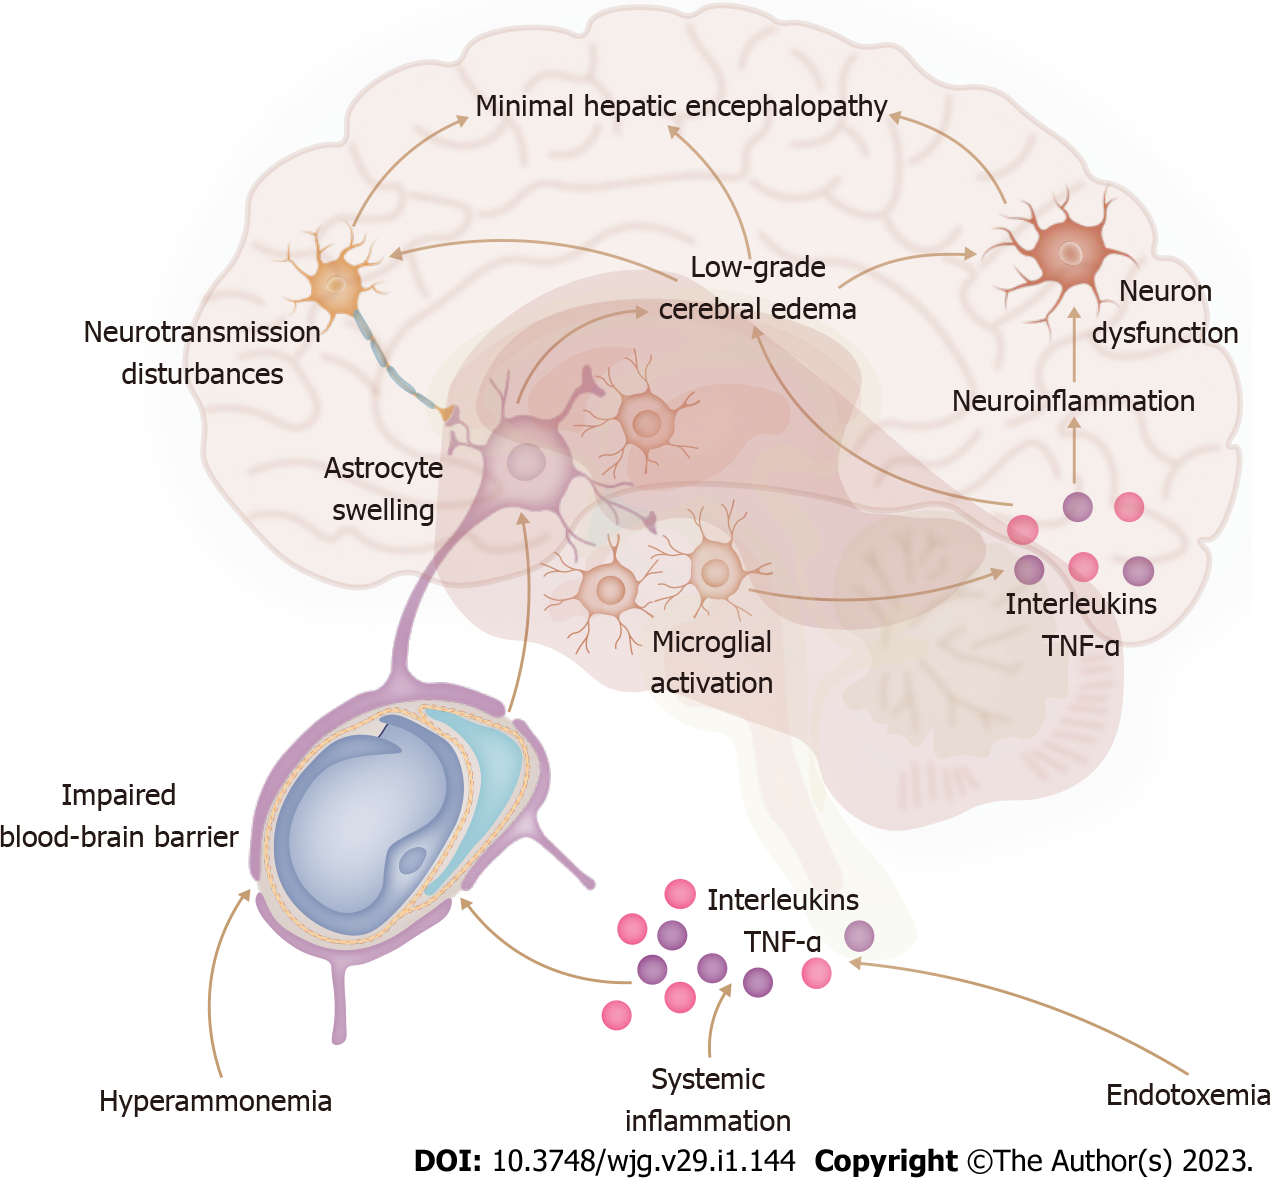 Minimal hepatic encephalopathy
Low-grade
cerebral edema
Neuron
dysfunction
Neurotransmission
disturbances
Neuroinflammation
Astrocyte
swelling
Interleukins
TNF-α
Microglial
activation
Impaired
blood-brain barrier
Interleukins
TNF-α
Systemic
inflammation
Hyperammonemia
Endotoxemia
DOI: 10.3748/wjg.v29.i1.144 Copyright ©The Author(s) 2023.